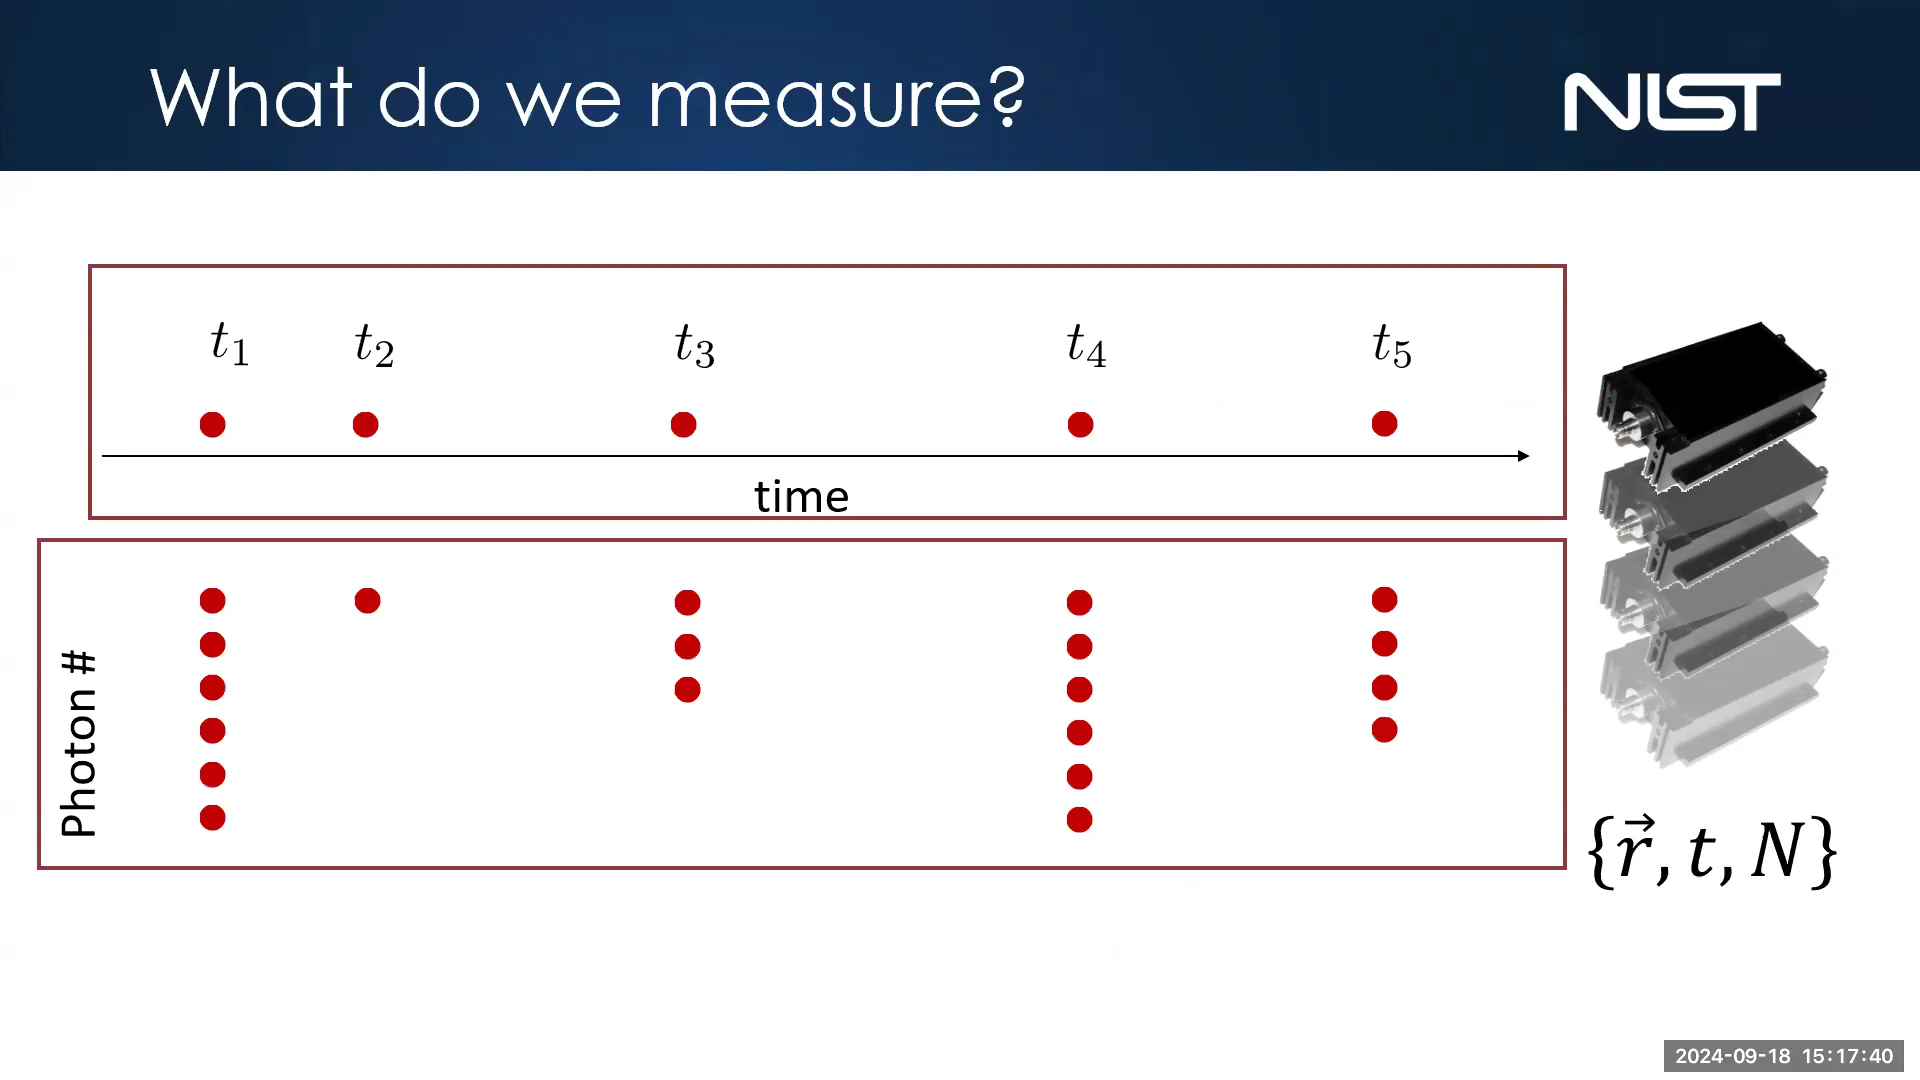 What do we measure?
NIST
t₁ t₂ t₃ t₄ t₅
time
Photon #
{r⃗, t, N}
2024-09-18 15:17:40